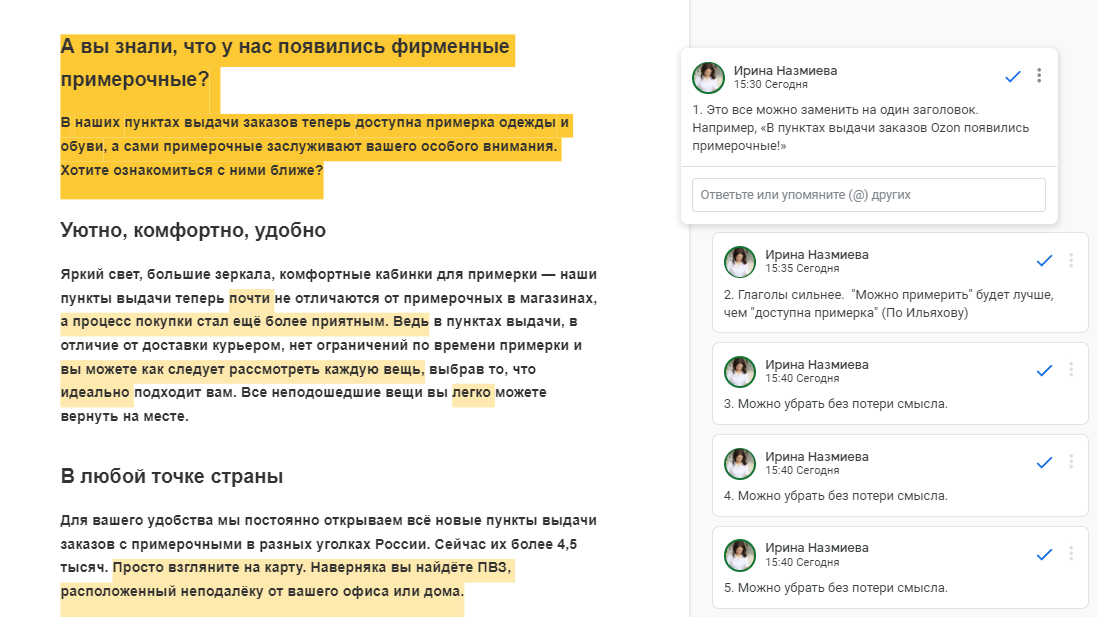 А вы знали, что у нас появились фирменные
примерочные?
В наших пунктах выдачи заказов теперь доступна примерка одежды и
обуви, а сами примерочные заслуживают вашего особого внимания.
Хотите ознакомиться с ними ближе?
Уютно, комфортно, удобно
Яркий свет, большие зеркала, комфортные кабинки для примерки — наши
пункты выдачи теперь почти не отличаются от примерочных в магазинах,
а процесс покупки стал ещё более приятным. Ведь в пунктах выдачи, в
отличие от доставки курьером, нет ограничений по времени примерки и
вы можете как следует рассмотреть каждую вещь, выбрав то, что
идеально подходит вам. Все неподошедшие вещи вы легко можете
вернуть на месте.
В любой точке страны
Для вашего удобства мы постоянно открываем всё новые пункты выдачи
заказов с примерочными в разных уголках России. Сейчас их более 4,5
тысяч. Просто взгляните на карту. Наверняка вы найдёте ПВЗ,
расположенный неподалёку от вашего офиса или дома.
Ирина Назмиева
15:30 Сегодня
1. Это все можно заменить на один заголовок.
Например, «В пунктах выдачи заказов Ozon появились
примерочные!»
Ответьте или упомяните (@) других
Ирина Назмиева
15:35 Сегодня
2. Глаголы сильнее. "Можно примерить" будет лучше,
чем "доступна примерка" (По Ильяхову)
Ирина Назмиева
15:40 Сегодня
3. Можно убрать без потери смысла.
Ирина Назмиева
15:40 Сегодня
4. Можно убрать без потери смысла.
Ирина Назмиева
15:40 Сегодня
5. Можно убрать без потери смысла.